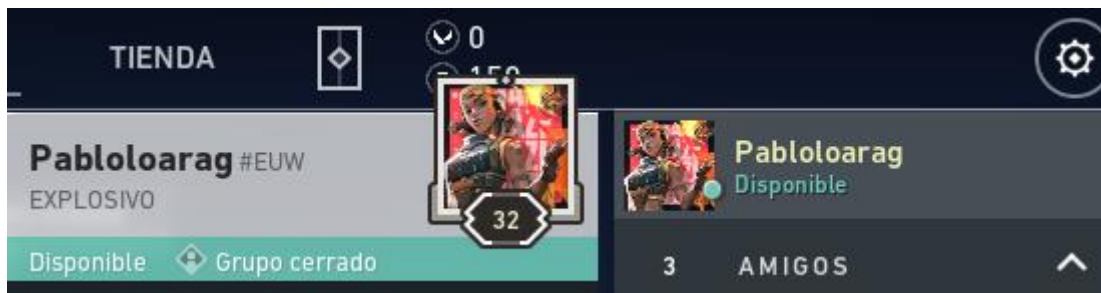 TIENDA
0
Pabloloarag #EUW
EXPLOSIVO
32
Disponible Grupo cerrado
Pabloloarag
Disponible
3 AMIGOS